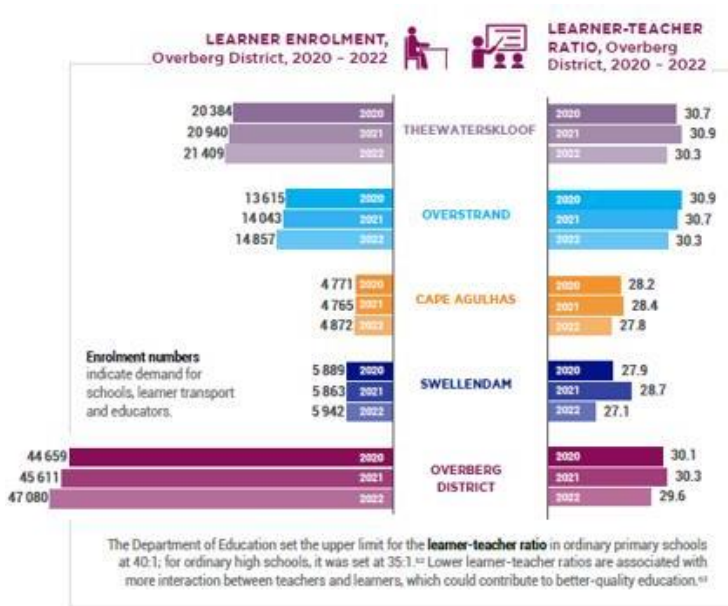 LEARNER ENROLMENT,
Overberg District, 2020 – 2022
LEARNER-TEACHER
RATIO, Overberg
District, 2020 – 2022
20 384 2020 THEEWATERSKLOOF 2020 30.7
20 940 2021 2021 30.9
21 409 2022 2022 30.3
13 615 2020 OVERSTRAND 2020 30.9
14 043 2021 2021 30.7
14 857 2022 2022 30.3
4 771 2020 CAPE AGULHAS 2020 28.2
4 765 2021 2021 28.4
4 872 2022 2022 27.8
Enrolment numbers
indicate demand for
schools, learner transport
and educators.
5 889 2020 SWELLENDAM 2020 27.9
5 863 2021 2021 28.7
5 942 2022 2022 27.1
44 659 2020 OVERBERG 2020 30.1
45 611 2021 DISTRICT 2021 30.3
47 080 2022 2022 29.6
The Department of Education set the upper limit for the learner-teacher ratio in ordinary primary schools
at 40:1; for ordinary high schools, it was set at 35:1. Lower learner-teacher ratios are associated with
more interaction between teachers and learners, which could contribute to better-quality education.